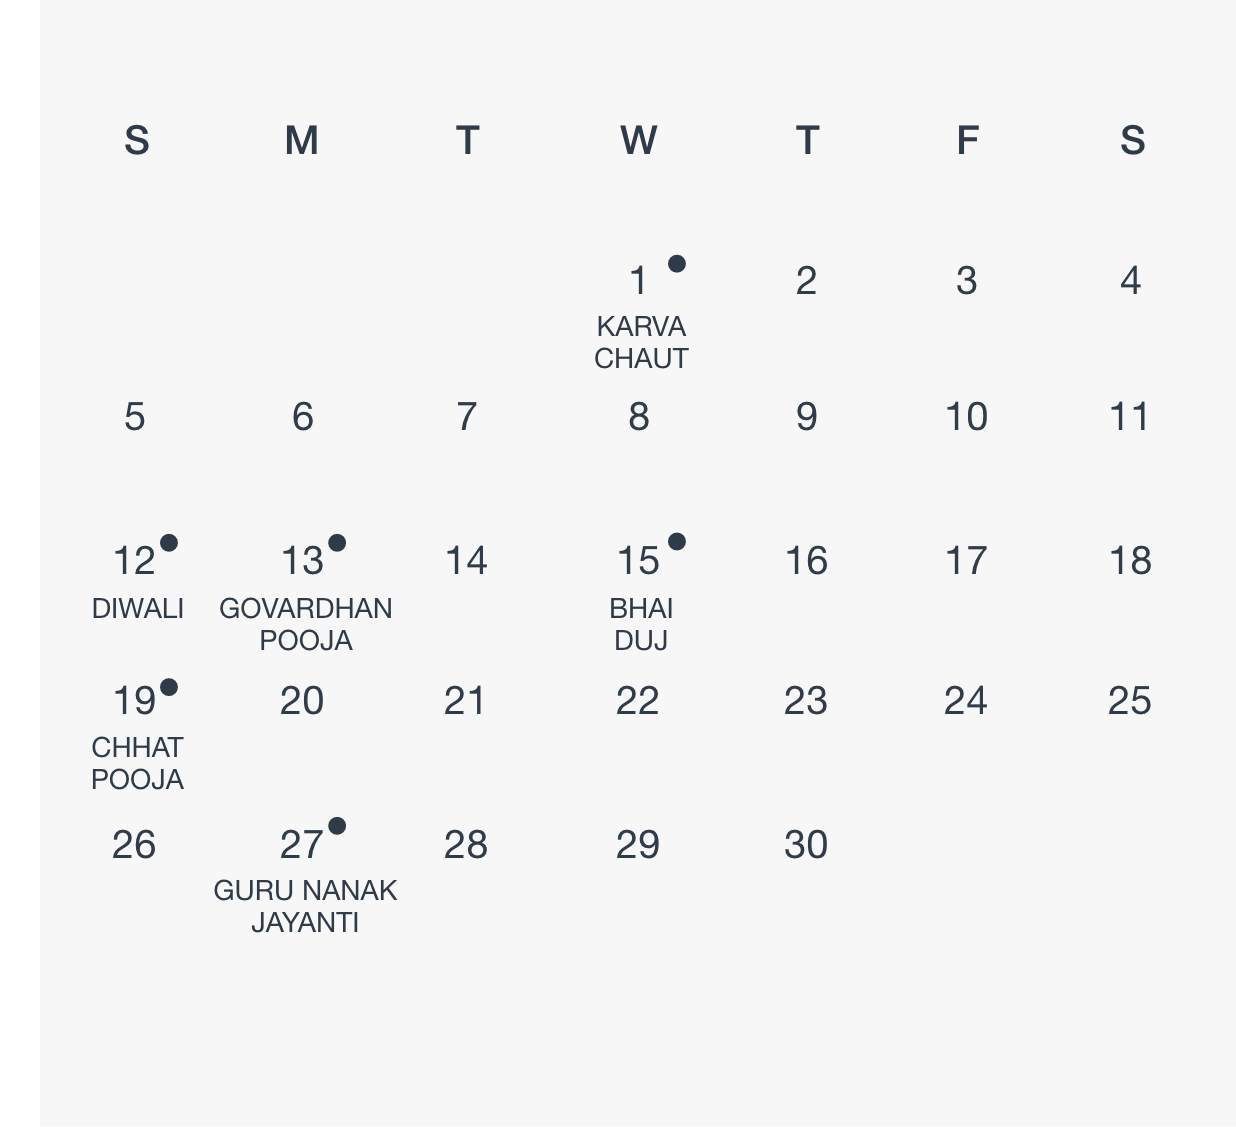 S M T W T F S
1 2 3 4
KARVA
CHAUT
5 6 7 8 9 10 11
12 13 14 15 16 17 18
DIWALI GOVARDHAN BHAI
POOJA DUJ
19 20 21 22 23 24 25
CHHAT
POOJA
26 27 28 29 30
GURU NANAK
JAYANTI